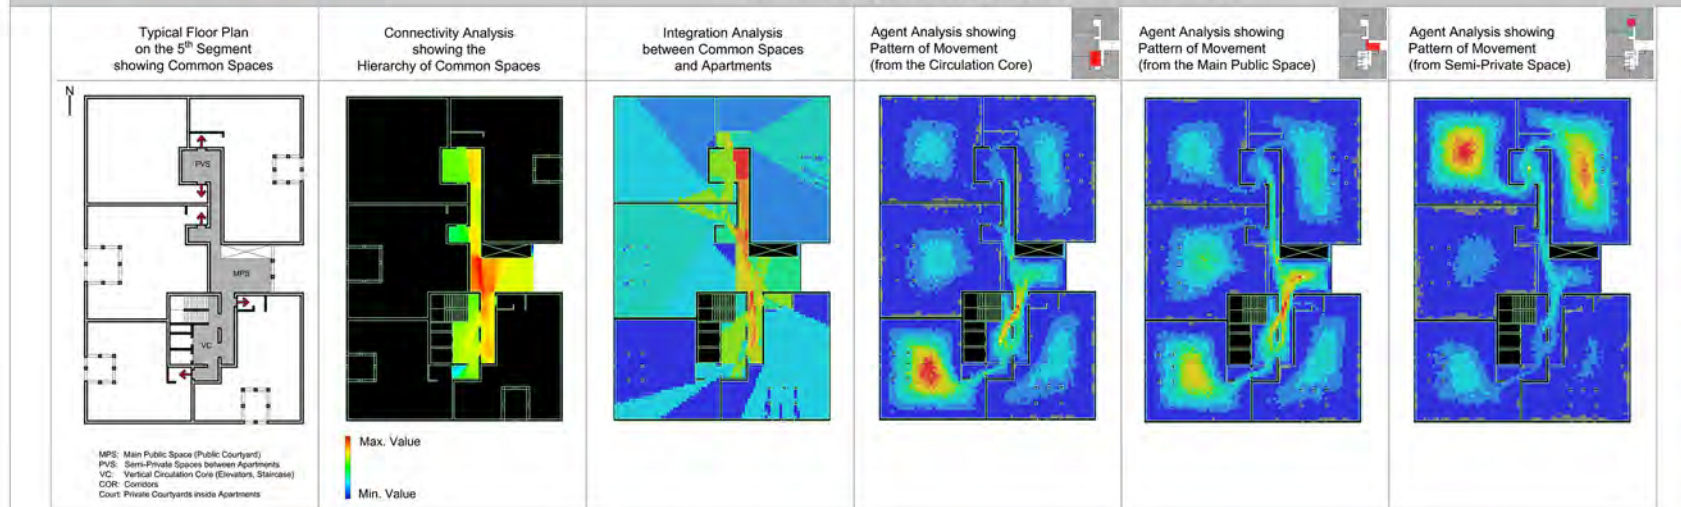 Typical Floor Plan
on the 5th Segment
showing Common Spaces
Connectivity Analysis
showing the
Hierarchy of Common Spaces
Integration Analysis
between Common Spaces
and Apartments
Agent Analysis showing
Pattern of Movement
(from the Circulation Core)
Agent Analysis showing
Pattern of Movement
(from the Main Public Space)
Agent Analysis showing
Pattern of Movement
(from Semi-Private Space)
N
PVS
MPS
VC
MPS: Main Public Space (Public Courtyard)
PVS: Semi-Private Spaces between Apartments
VC: Vertical Circulation Core (Elevators, Staircase)
COR: Corridors
Court: Private Courtyards inside Apartments
Max. Value
Min. Value